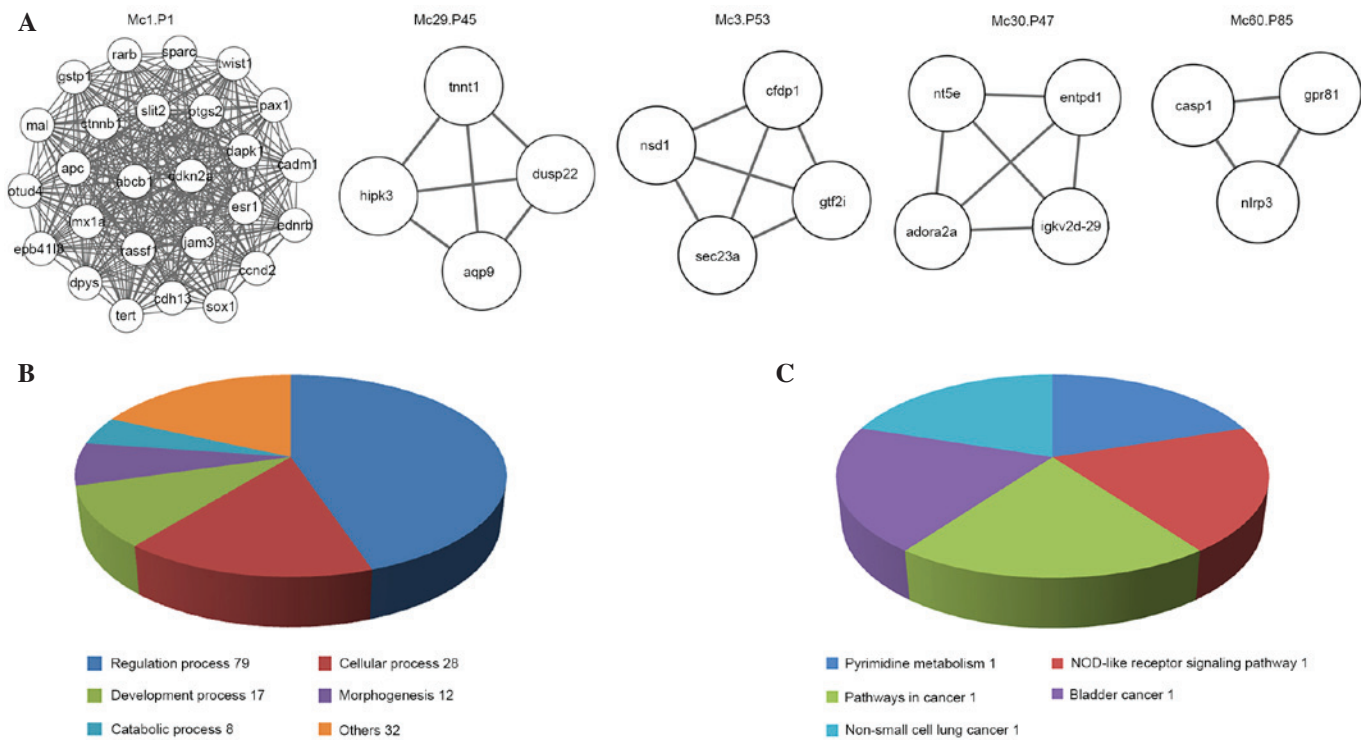 A
Mc1.P1
Mc29.P45
Mc3.P53
Mc30.P47
Mc60.P85
rarb
sparc
twist1
gstp1
slit2
ptgs2
pax1
mal
ctnnb1
dapk1
cadm1
apc
abcb1
cdkn2a
otud4
lmx1a
esr1
ednrb
epb41l3
rassf1
jam3
ccnd2
dpys
cdh13
sox1
tert
tnnt1
dusp22
hipk3
aqp9
cfdp1
nsd1
gtf2i
sec23a
nt5e
entpd1
adora2a
igkv2d-29
casp1
gpr81
nlrp3
B
Regulation process 79
Cellular process 28
Development process 17
Morphogenesis 12
Catabolic process 8
Others 32
C
Pyrimidine metabolism 1
NOD-like receptor signaling pathway 1
Pathways in cancer 1
Bladder cancer 1
Non-small cell lung cancer 1